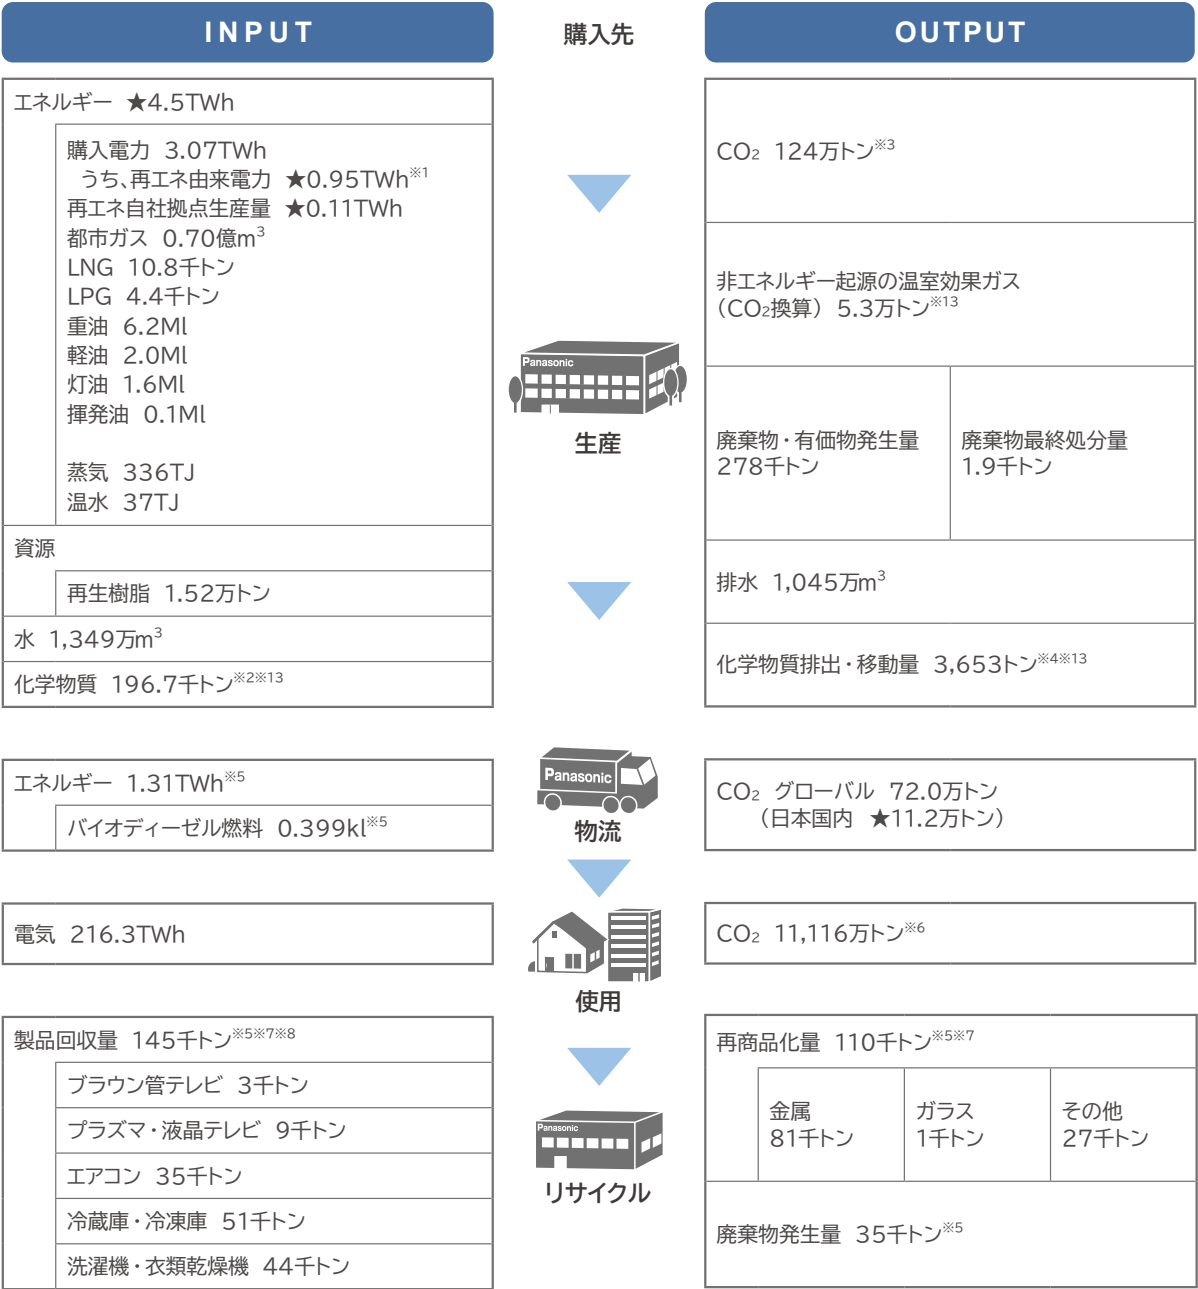 INPUT
購入先
OUTPUT
エネルギー ★4.5TWh
購入電力 3.07TWh
うち、再エネ由来電力 ★0.95TWh※1
再エネ自社拠点生産量 ★0.11TWh
都市ガス 0.70億m³
LNG 10.8千トン
LPG 4.4千トン
重油 6.2Ml
軽油 2.0Ml
灯油 1.6Ml
揮発油 0.1Ml
蒸気 336TJ
温水 37TJ
資源
再生樹脂 1.52万トン
水 1,349万m³
化学物質 196.7千トン※2※13
Panasonic
生産
CO₂ 124万トン※3
非エネルギー起源の温室効果ガス
（CO₂換算） 5.3万トン※13
廃棄物・有価物発生量
278千トン
廃棄物最終処分量
1.9千トン
排水 1,045万m³
化学物質排出・移動量 3,653トン※4※13
エネルギー 1.31TWh※5
バイオディーゼル燃料 0.399kl※5
Panasonic
物流
CO₂ グローバル 72.0万トン
（日本国内 ★11.2万トン）
電気 216.3TWh
使用
CO₂ 11,116万トン※6
製品回収量 145千トン※5※7※8
ブラウン管テレビ 3千トン
プラズマ・液晶テレビ 9千トン
エアコン 35千トン
冷蔵庫・冷凍庫 51千トン
洗濯機・衣類乾燥機 44千トン
Panasonic
リサイクル
再商品化量 110千トン※5※7
金属
81千トン
ガラス
1千トン
その他
27千トン
廃棄物発生量 35千トン※5